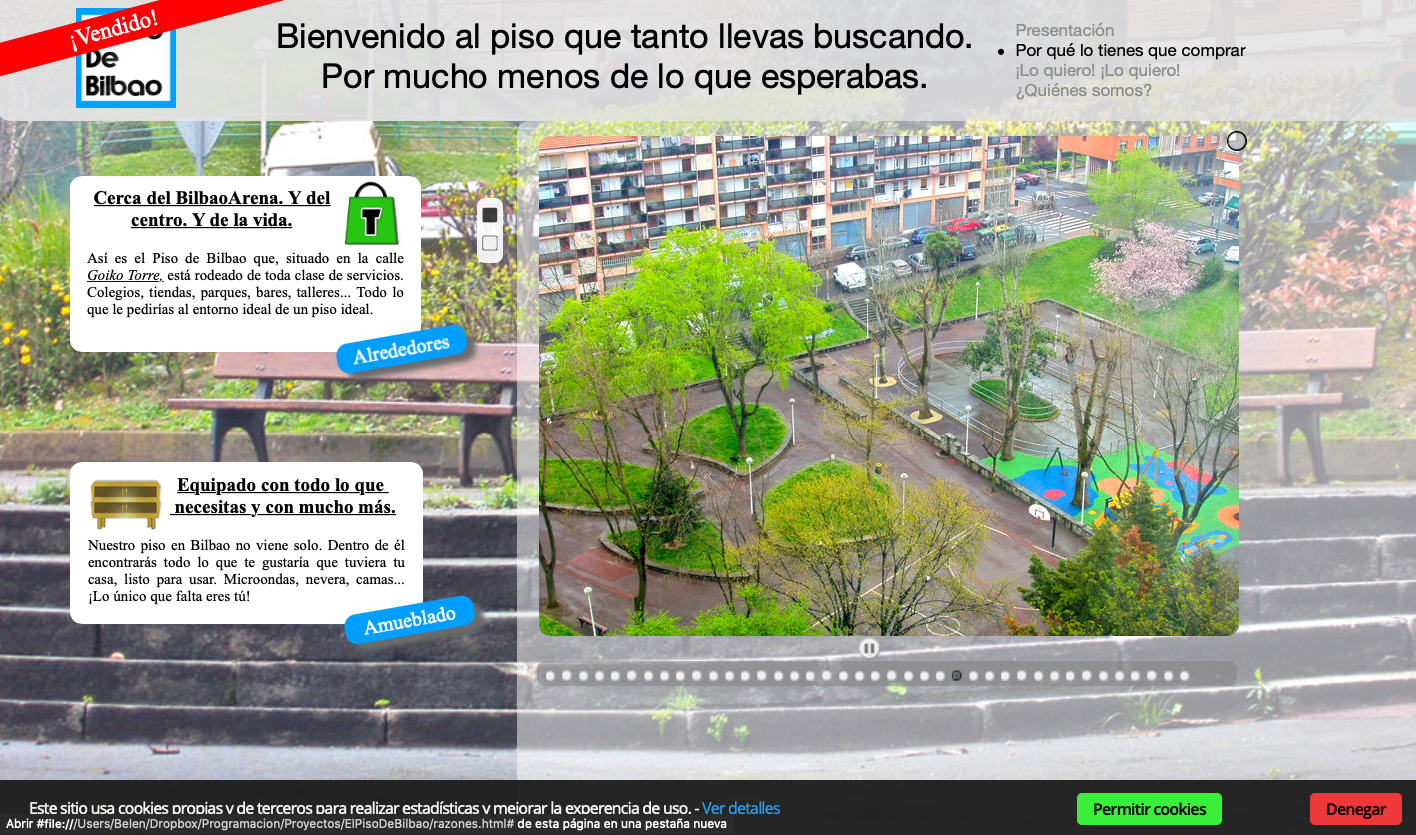 ¡Vendido!
De
Bilbao
Bienvenido al piso que tanto llevas buscando.
Por mucho menos de lo que esperabas.
Presentación
Por qué lo tienes que comprar
¡Lo quiero! ¡Lo quiero!
¿Quiénes somos?
Cerca del BilbaoArena. Y del
centro. Y de la vida.
T
Así es el Piso de Bilbao que, situado en la calle
Goiko Torre, está rodeado de toda clase de servicios.
Colegios, tiendas, parques, bares, talleres... Todo lo
que le pedirías al entorno ideal de un piso ideal.
Alrededores
Equipado con todo lo que
necesitas y con mucho más.
Nuestro piso en Bilbao no viene solo. Dentro de él
encontrarás todo lo que te gustaría que tuviera tu
casa, listo para usar. Microondas, nevera, camas...
¡Lo único que falta eres tú!
Amueblado
Este sitio usa cookies propias y de terceros para realizar estadísticas y mejorar la experencia de uso. - Ver detalles
Permitir cookies
Denegar
Abrir #file:///Users/Belen/Dropbox/Programacion/Proyectos/ElPisoDeBilbao/razones.html# de esta página en una pestaña nueva